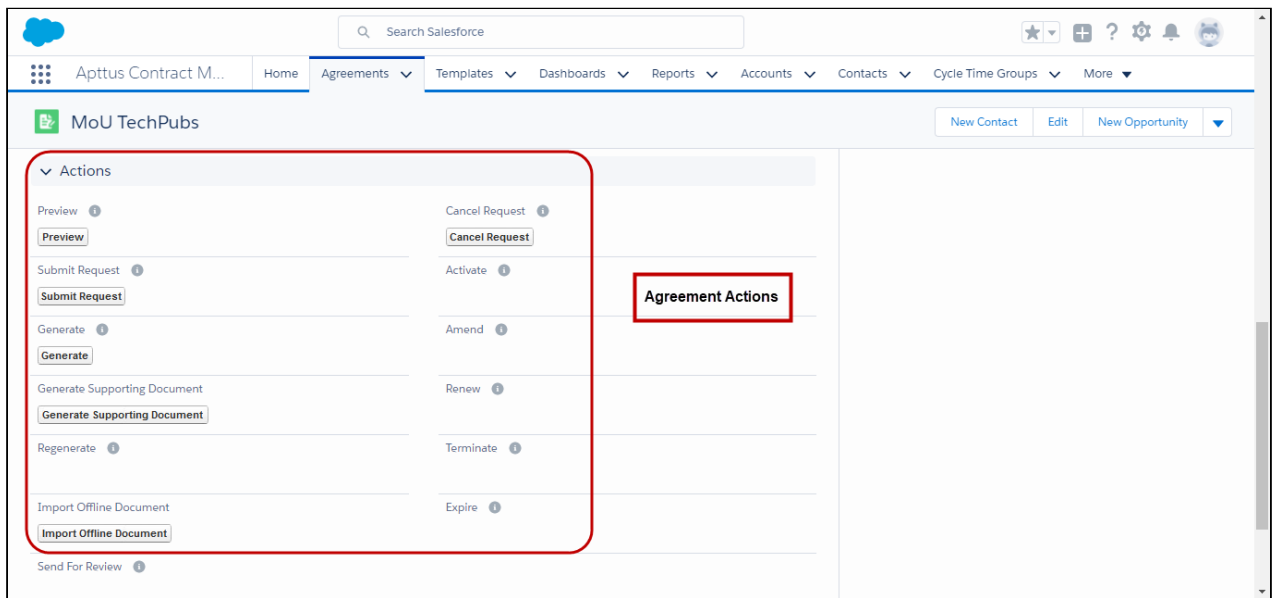 Search Salesforce
Apttus Contract M...
Home
Agreements
Templates
Dashboards
Reports
Accounts
Contacts
Cycle Time Groups
More
MoU TechPubs
New Contact
Edit
New Opportunity
Actions
Preview
Cancel Request
Preview
Cancel Request
Submit Request
Activate
Submit Request
Agreement Actions
Generate
Amend
Generate
Generate Supporting Document
Renew
Generate Supporting Document
Regenerate
Terminate
Import Offline Document
Expire
Import Offline Document
Send For Review